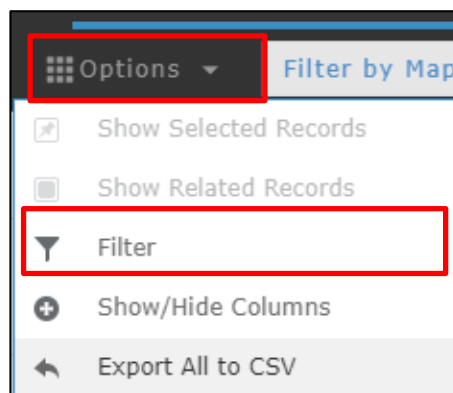 Options Filter by Map
Show Selected Records
Show Related Records
Filter
Show/Hide Columns
Export All to CSV